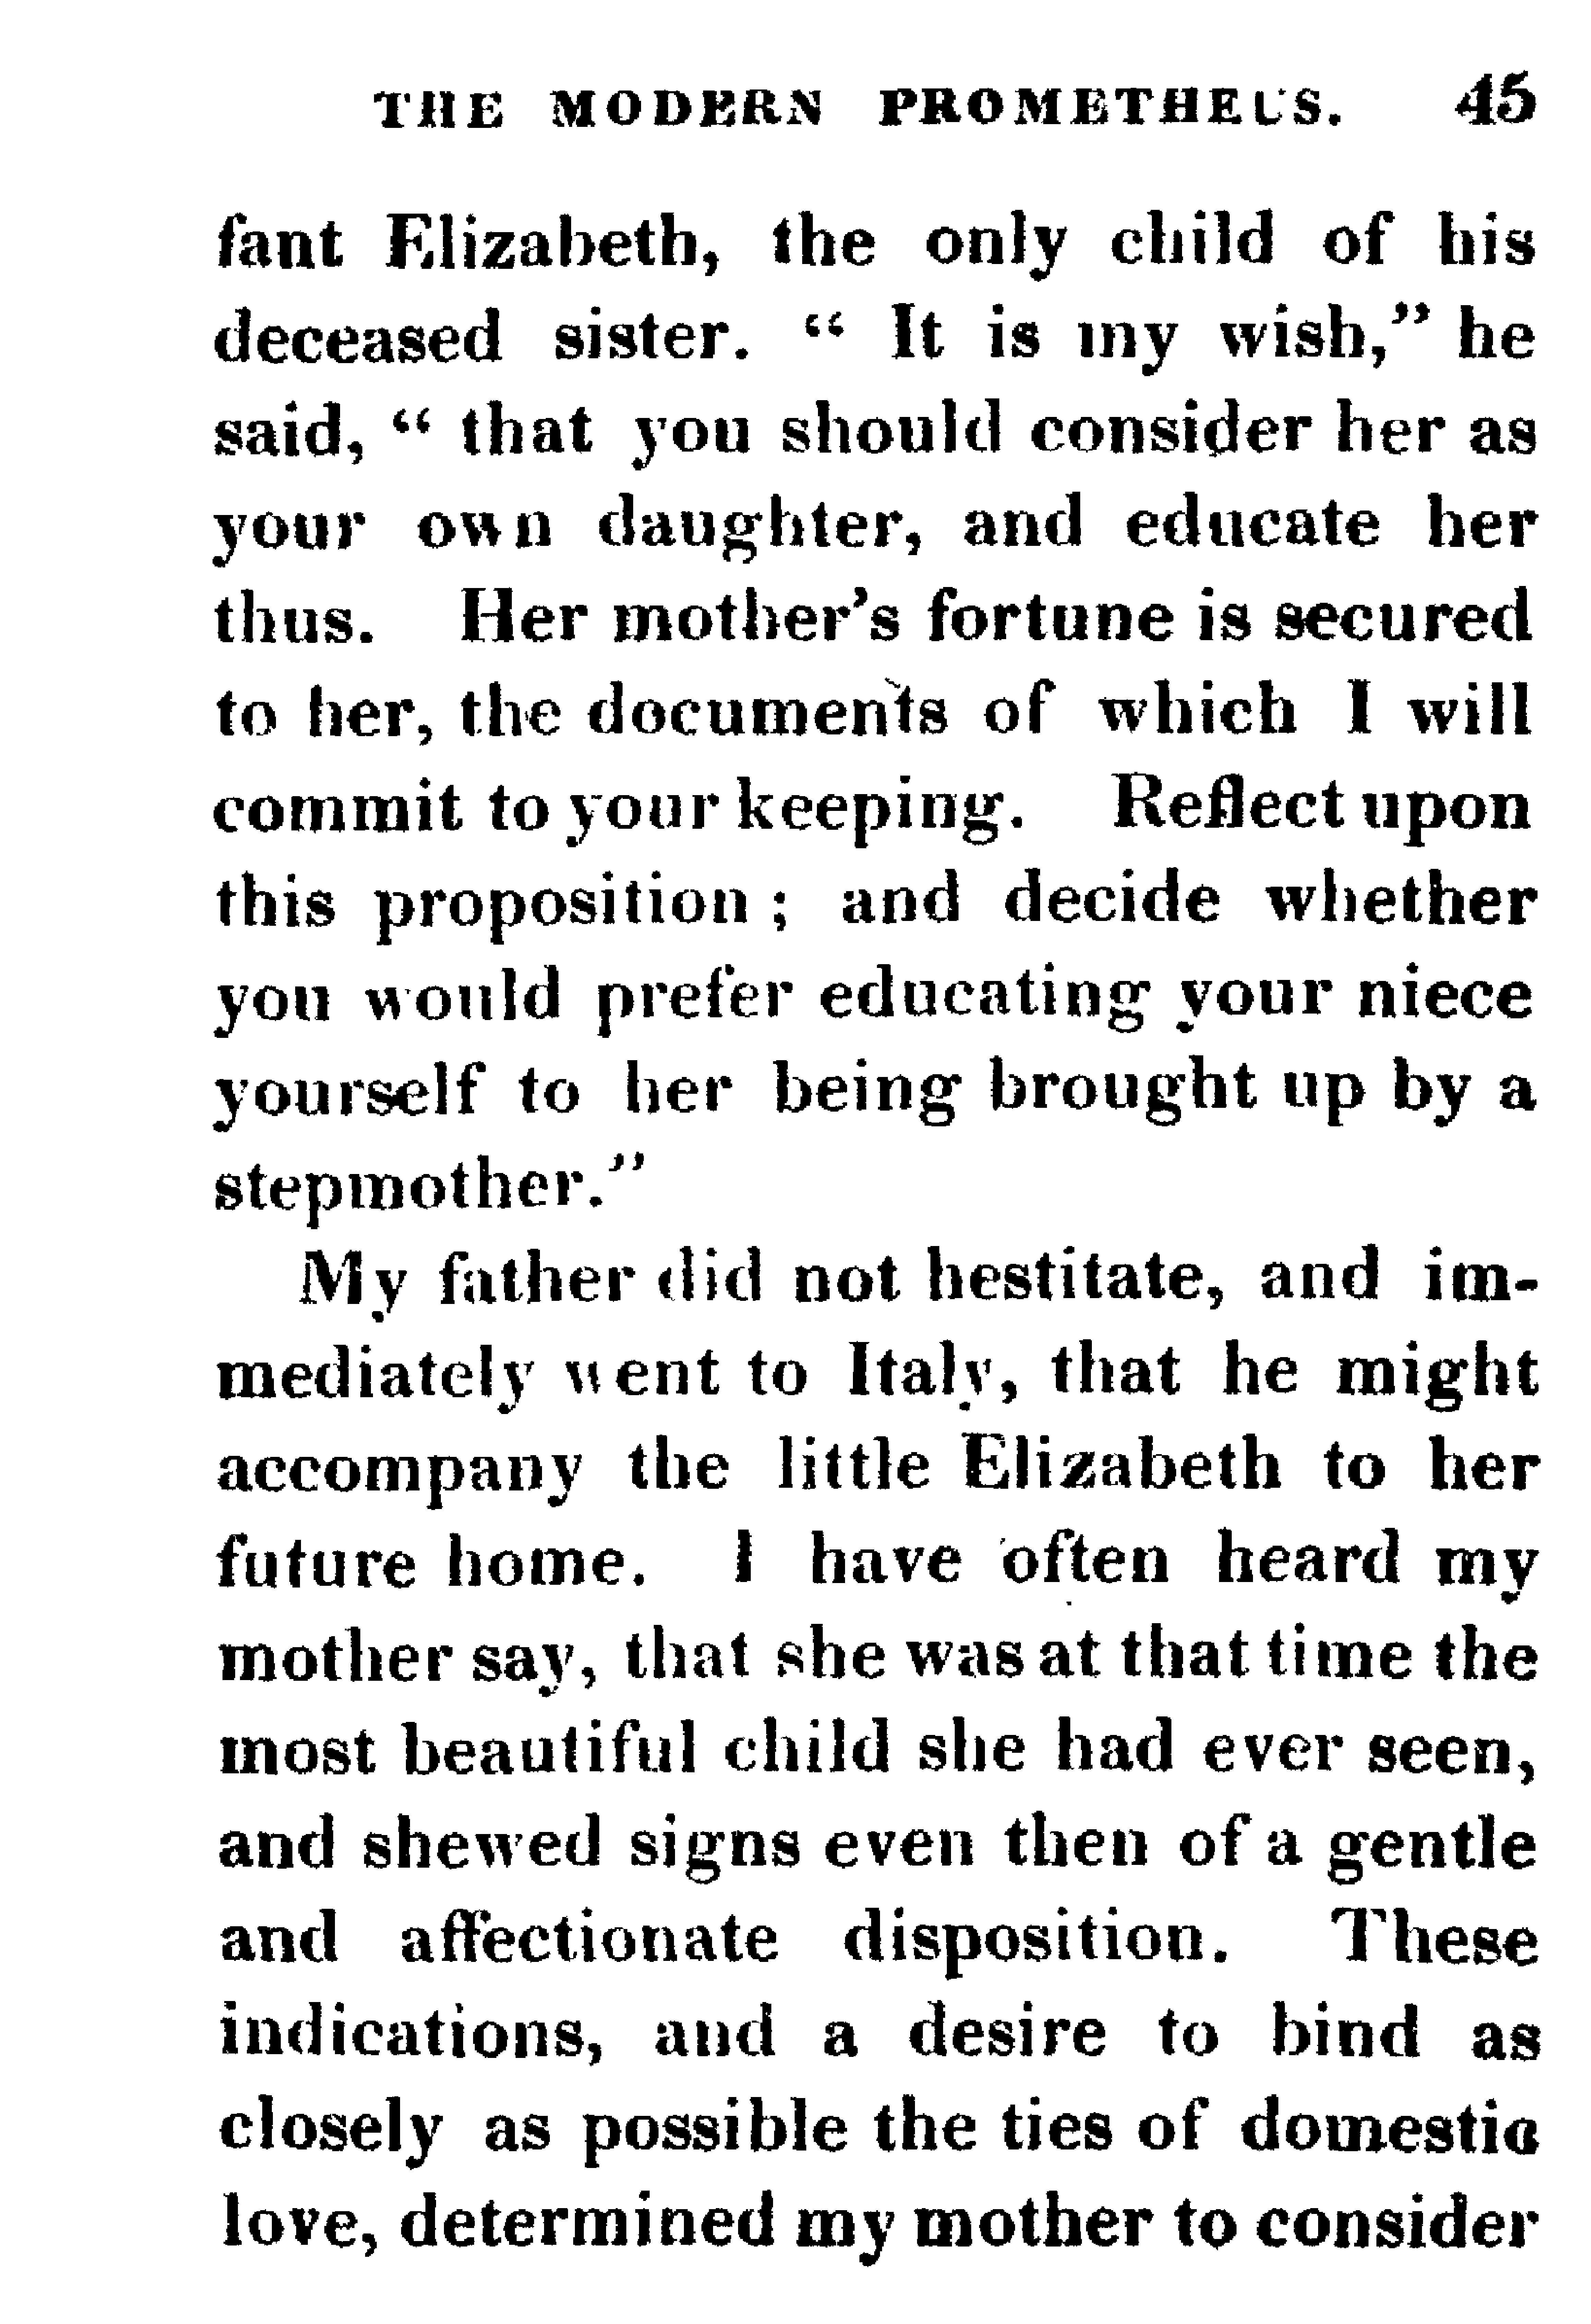 THE MODERN PROMETHEUS. 45
fant Elizabeth, the only child of his
deceased sister. “ It is my wish,” he
said, “ that you should consider her as
your own daughter, and educate her
thus. Her mother’s fortune is secured
to her, the documents of which I will
commit to your keeping. Reflect upon
this proposition ; and decide whether
you would prefer educating your niece
yourself to her being brought up by a
stepmother.”
My father did not hestitate, and im-
mediately went to Italy, that he might
accompany the little Elizabeth to her
future home. I have often heard my
mother say, that she was at that time the
most beautiful child she had ever seen,
and shewed signs even then of a gentle
and affectionate disposition. These
indications, and a desire to bind as
closely as possible the ties of domestic
love, determined my mother to consider